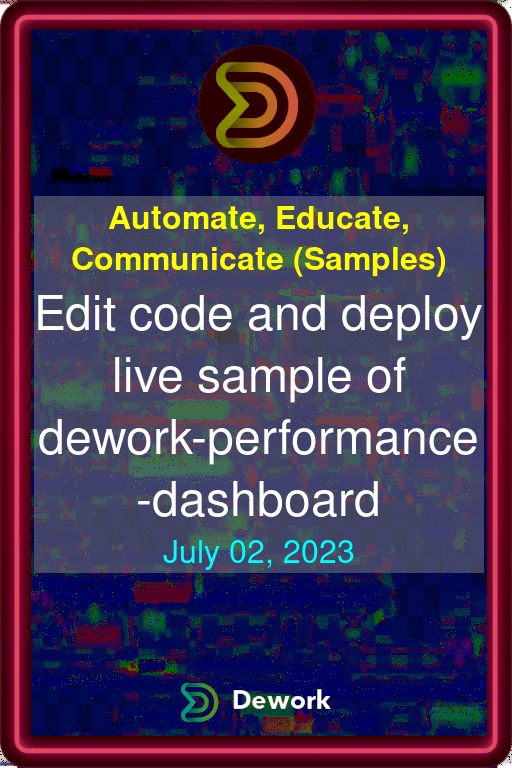 Automate, Educate,
Communicate (Samples)
Edit code and deploy
live sample of
dework-performance
-dashboard
July 02, 2023
Dework